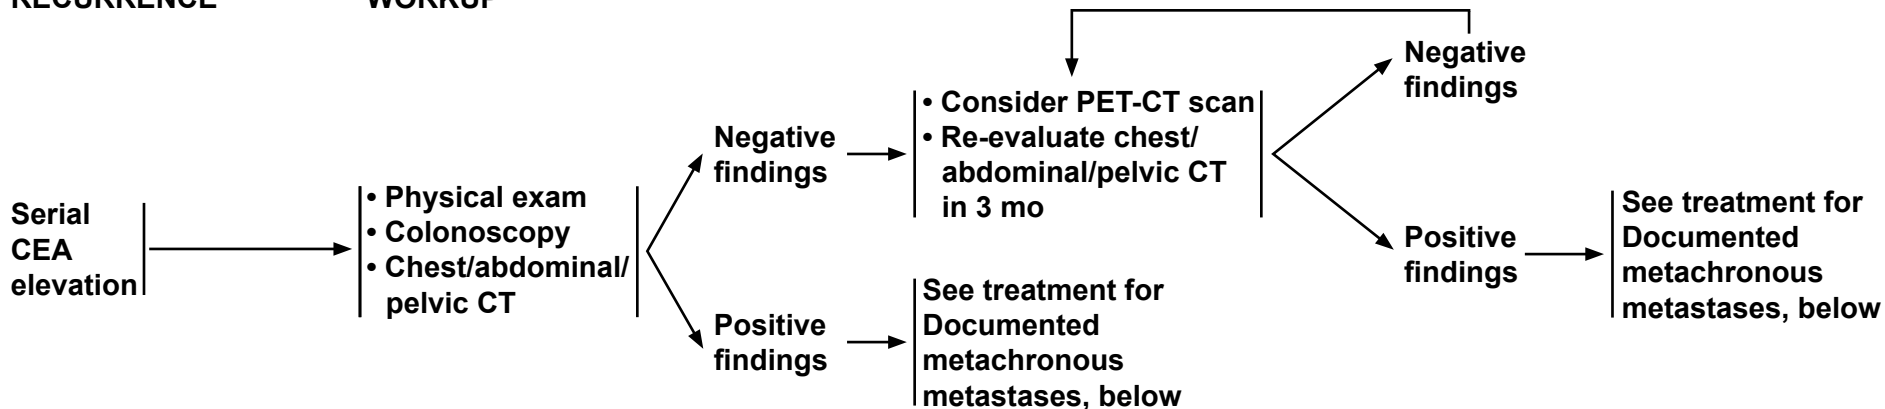 RECURRENCE
WORKUP
Serial
CEA
elevation
• Physical exam
• Colonoscopy
• Chest/abdominal/
pelvic CT
Negative
findings
Positive
findings
• Consider PET-CT scan
• Re-evaluate chest/
abdominal/pelvic CT
in 3 mo
See treatment for
Documented
metachronous
metastases, below
Negative
findings
Positive
findings
See treatment for
Documented
metachronous
metastases, below